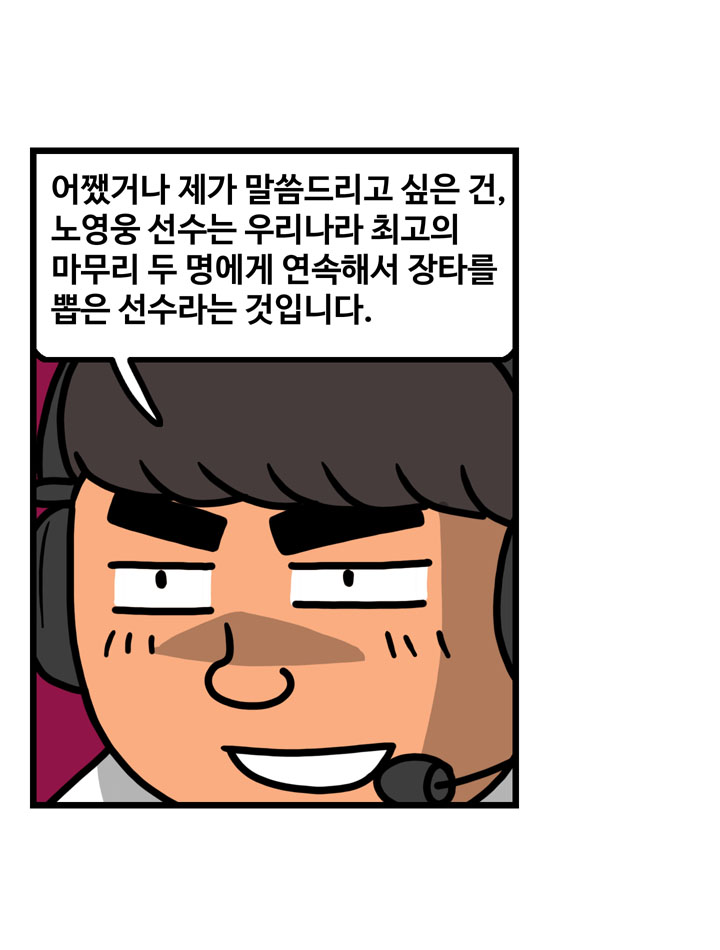 어쨌거나 제가 말씀드리고 싶은 건,
노영웅 선수는 우리나라 최고의
마무리 두 명에게 연속해서 장타를
뽑은 선수라는 것입니다.